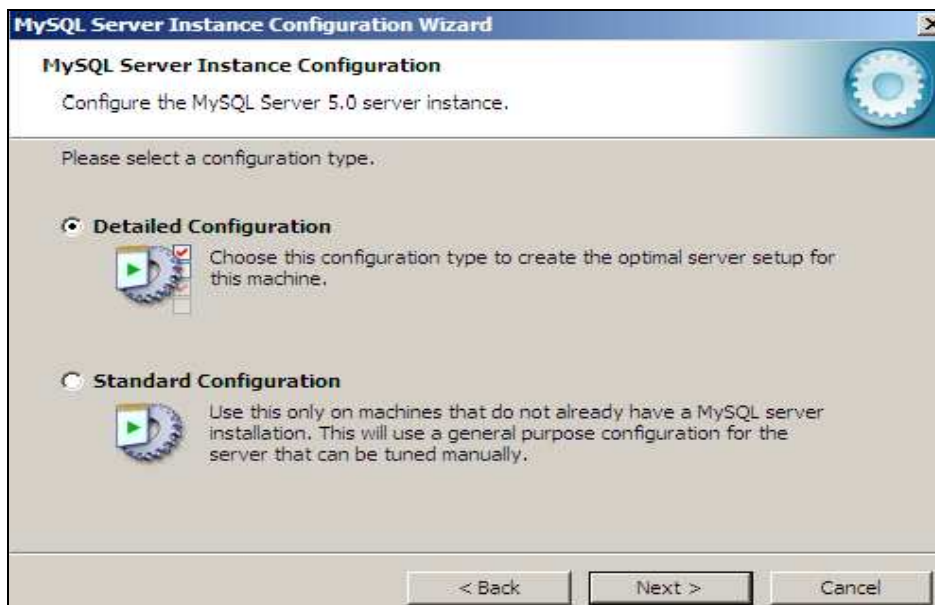 MySQL Server Instance Configuration Wizard
MySQL Server Instance Configuration
Configure the MySQL Server 5.0 server instance.
Please select a configuration type.
Detailed Configuration
Choose this configuration type to create the optimal server setup for
this machine.
Standard Configuration
Use this only on machines that do not already have a MySQL server
installation. This will use a general purpose configuration for the
server that can be tuned manually.
< Back
Next >
Cancel